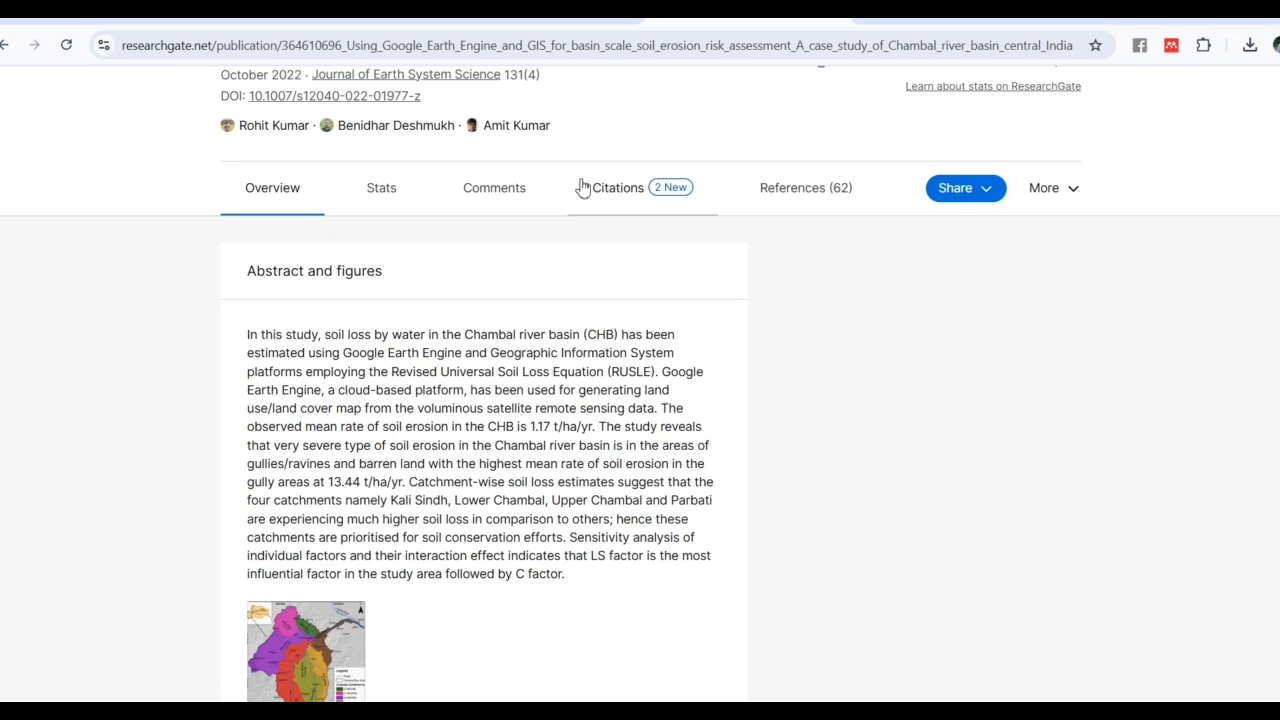 researchgate.net/publication/364610696_Using_Google_Earth_Engine_and_GIS_for_basin_scale_soil_erosion_risk_assessment_A_case_study_of_Chambal_river_basin_central_India
October 2022 · Journal of Earth System Science 131(4)
Learn about stats on ResearchGate
DOI: 10.1007/s12040-022-01977-z
Rohit Kumar · Benidhar Deshmukh · Amit Kumar
Overview Stats Comments Citations 2 New References (62) Share More
Abstract and figures
In this study, soil loss by water in the Chambal river basin (CHB) has been
estimated using Google Earth Engine and Geographic Information System
platforms employing the Revised Universal Soil Loss Equation (RUSLE). Google
Earth Engine, a cloud-based platform, has been used for generating land
use/land cover map from the voluminous satellite remote sensing data. The
observed mean rate of soil erosion in the CHB is 1.17 t/ha/yr. The study reveals
that very severe type of soil erosion in the Chambal river basin is in the areas of
gullies/ravines and barren land with the highest mean rate of soil erosion in the
gully areas at 13.44 t/ha/yr. Catchment-wise soil loss estimates suggest that the
four catchments namely Kali Sindh, Lower Chambal, Upper Chambal and Parbati
are experiencing much higher soil loss in comparison to others; hence these
catchments are prioritised for soil conservation efforts. Sensitivity analysis of
individual factors and their interaction effect indicates that LS factor is the most
influential factor in the study area followed by C factor.